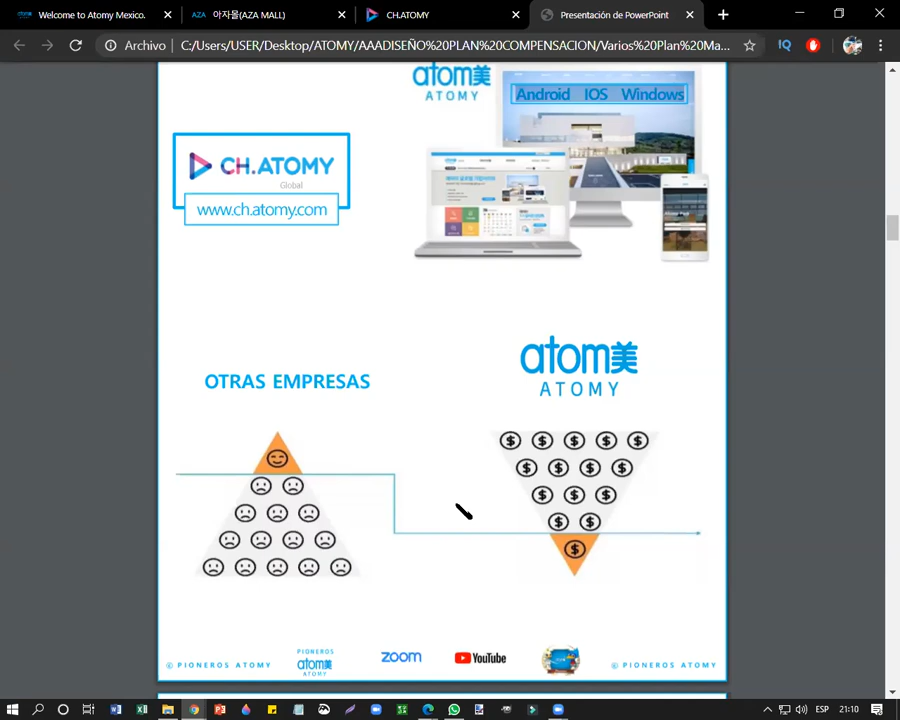 Welcome to Atomy Mexico.
AZA 아자몰(AZA MALL)
CH.ATOMY
Presentación de PowerPoint
Archivo C:/Users/USER/Desktop/ATOMY/AAADISEÑO%20PLAN%20COMPENSACION/Varios%20Plan%20Ma...
IQ
atom美
ATOMY
Android IOS Windows
CH.ATOMY
Global
www.ch.atomy.com
OTRAS EMPRESAS
atom美
ATOMY
© PIONEROS ATOMY
PIONEROS
atom美
ATOMY
zoom
YouTube
© PIONEROS ATOMY
ESP 21:10